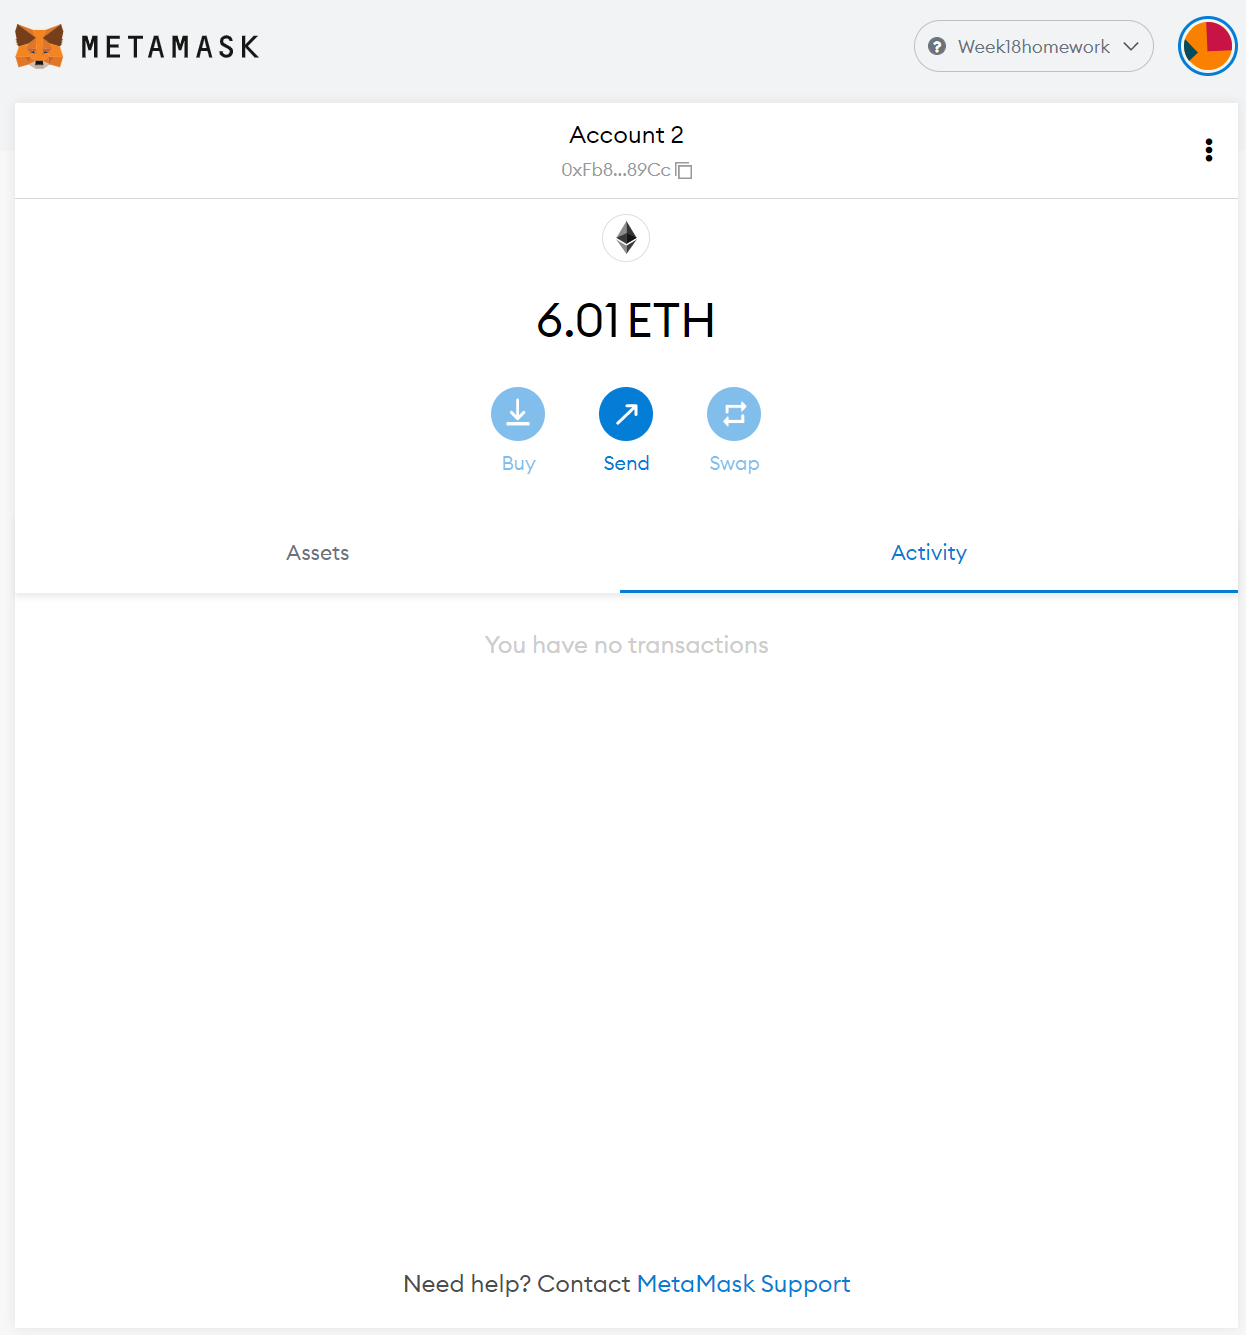 METAMASK
Week18homework
Account 2
0xFb8...89Cc
6.01 ETH
Buy
Send
Swap
Assets
Activity
You have no transactions
Need help? Contact MetaMask Support